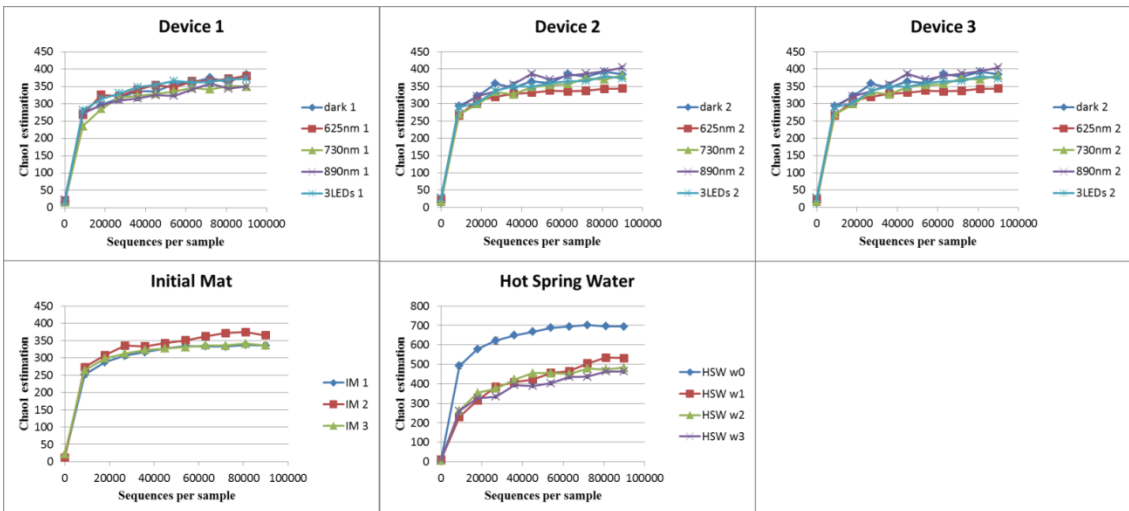 Device 1
450
400
350
300
250
200
150
100
50
0
Chao1 estimation
0 20000 40000 60000 80000 100000
Sequences per sample
dark 1
625nm 1
730nm 1
890nm 1
3LEDs 1
Device 2
450
400
350
300
250
200
150
100
50
0
Chao1 estimation
0 20000 40000 60000 80000 100000
Sequences per sample
dark 2
625nm 2
730nm 2
890nm 2
3LEDs 2
Device 3
450
400
350
300
250
200
150
100
50
0
Chao1 estimation
0 20000 40000 60000 80000 100000
Sequences per sample
dark 2
625nm 2
730nm 2
890nm 2
3LEDs 2
Initial Mat
450
400
350
300
250
200
150
100
50
0
Chao1 estimation
0 20000 40000 60000 80000 100000
Sequences per sample
IM 1
IM 2
IM 3
Hot Spring Water
800
700
600
500
400
300
200
100
0
Chao1 estimation
0 20000 40000 60000 80000 100000
Sequences per sample
HSW w0
HSW w1
HSW w2
HSW w3